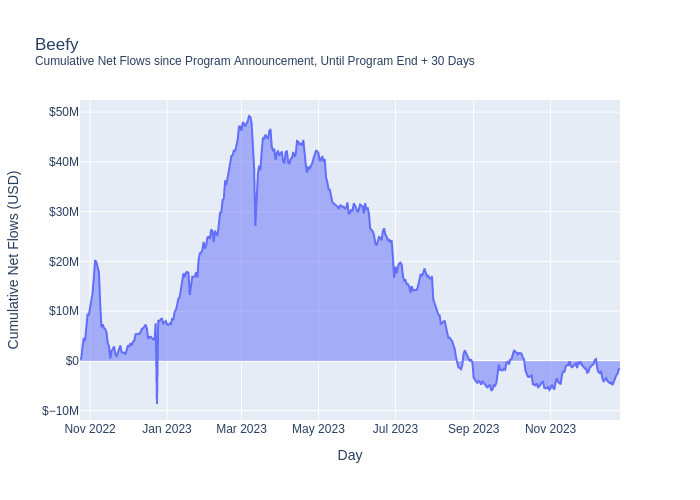 Beefy
Cumulative Net Flows since Program Announcement, Until Program End + 30 Days
Cumulative Net Flows (USD)
$50M
$40M
$30M
$20M
$10M
$0
$−10M
Nov 2022
Jan 2023
Mar 2023
May 2023
Jul 2023
Sep 2023
Nov 2023
Day